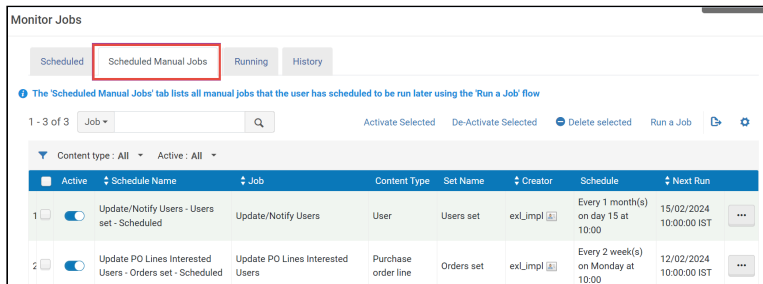 Monitor Jobs
Scheduled Scheduled Manual Jobs Running History
The 'Scheduled Manual Jobs' tab lists all manual jobs that the user has scheduled to be run later using the 'Run a Job' flow
1 - 3 of 3 Job Activate Selected De-Activate Selected Delete selected Run a Job
Content type : All Active : All
Active Schedule Name Job Content Type Set Name Creator Schedule Next Run
1 Update/Notify Users - Users set - Scheduled Update/Notify Users User Users set exl_impl Every 1 month(s) on day 15 at 10:00 15/02/2024 10:00:00 IST
2 Update PO Lines Interested Users - Orders set - Scheduled Update PO Lines Interested Users Purchase order line Orders set exl_impl Every 2 week(s) on Monday at 10:00 12/02/2024 10:00:00 IST